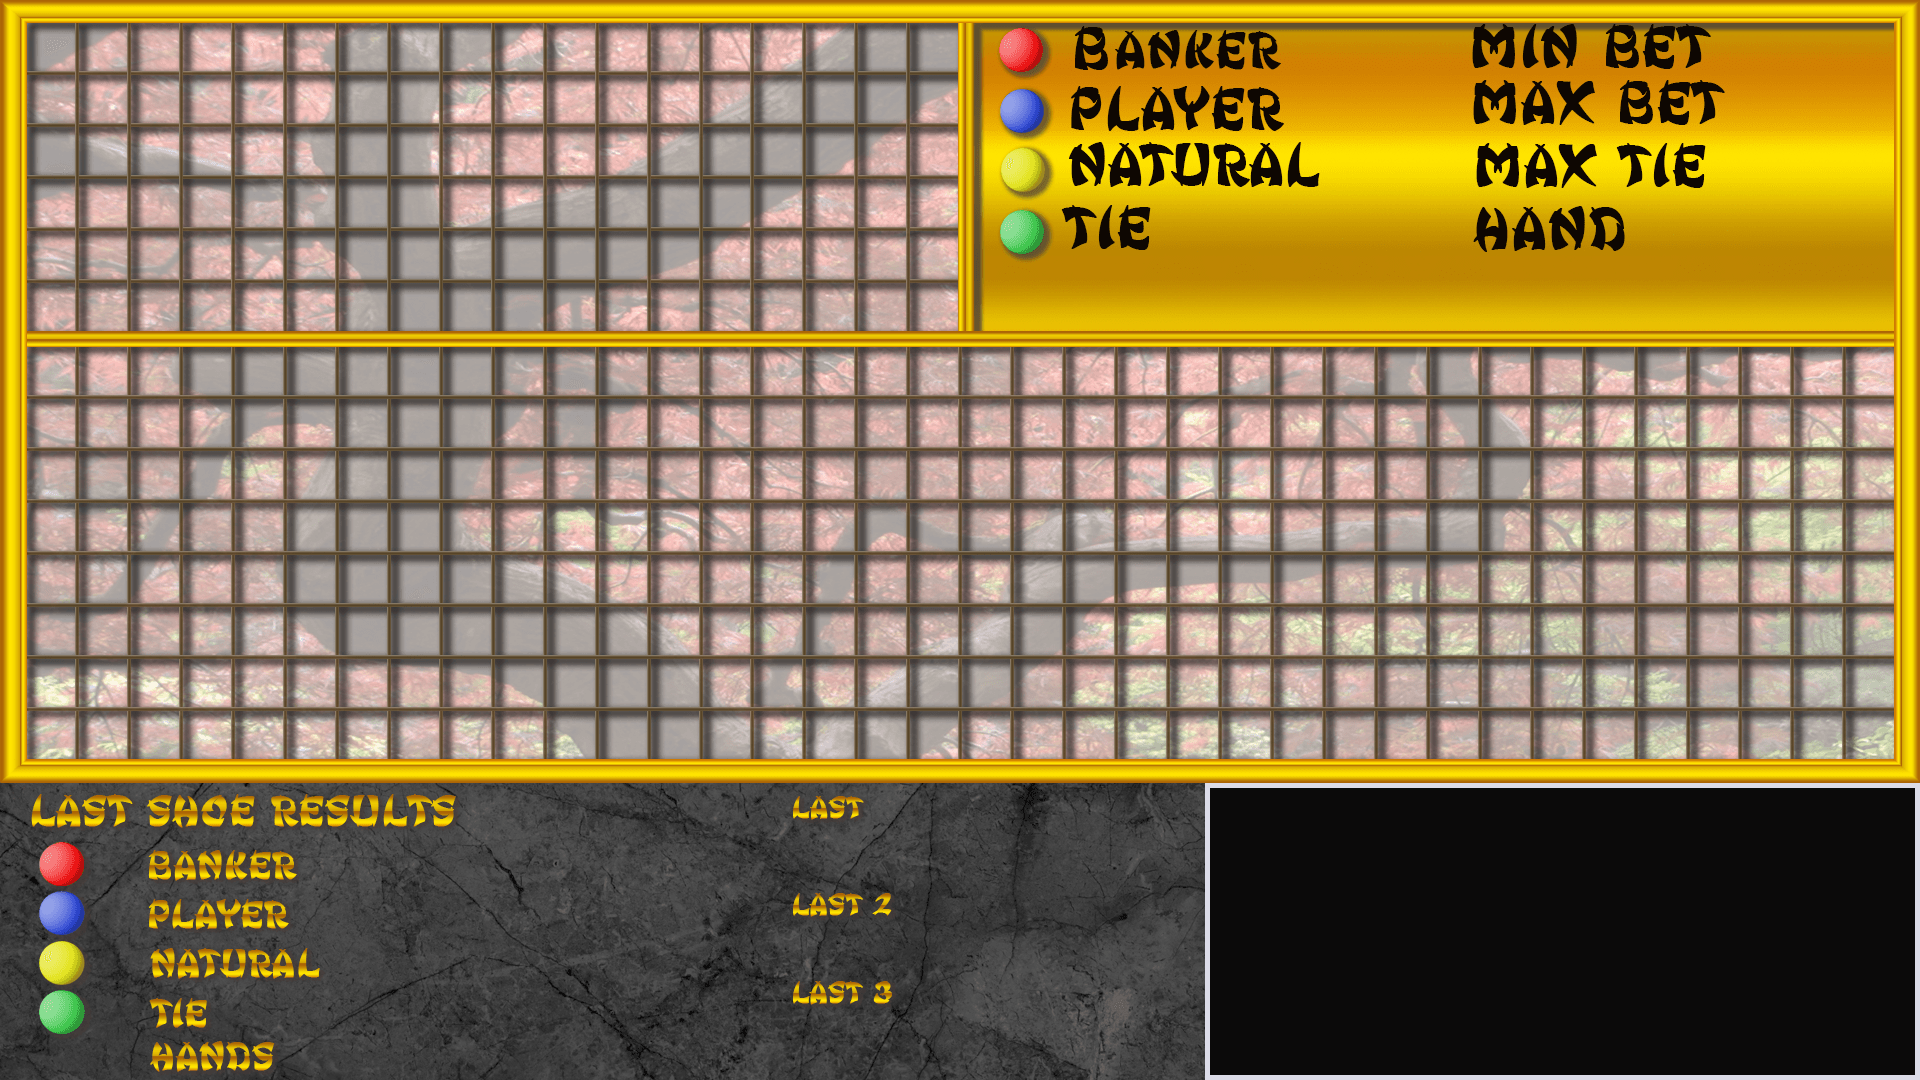 BANKER
PLAYER
NATURAL
TIE
MIN BET
MAX BET
MAX TIE
HAND
LAST SHOE RESULTS
BANKER
PLAYER
NATURAL
TIE
HANDS
LAST
LAST 2
LAST 3